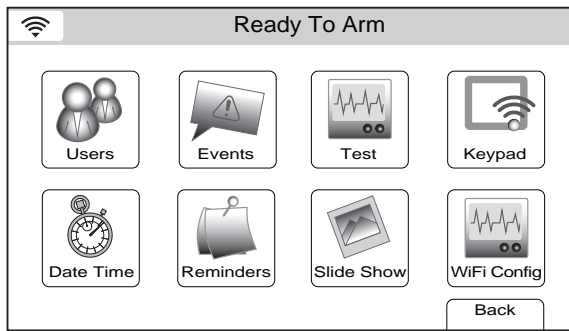 Ready To Arm
Users Events Test Keypad
Date Time Reminders Slide Show WiFi Config
Back